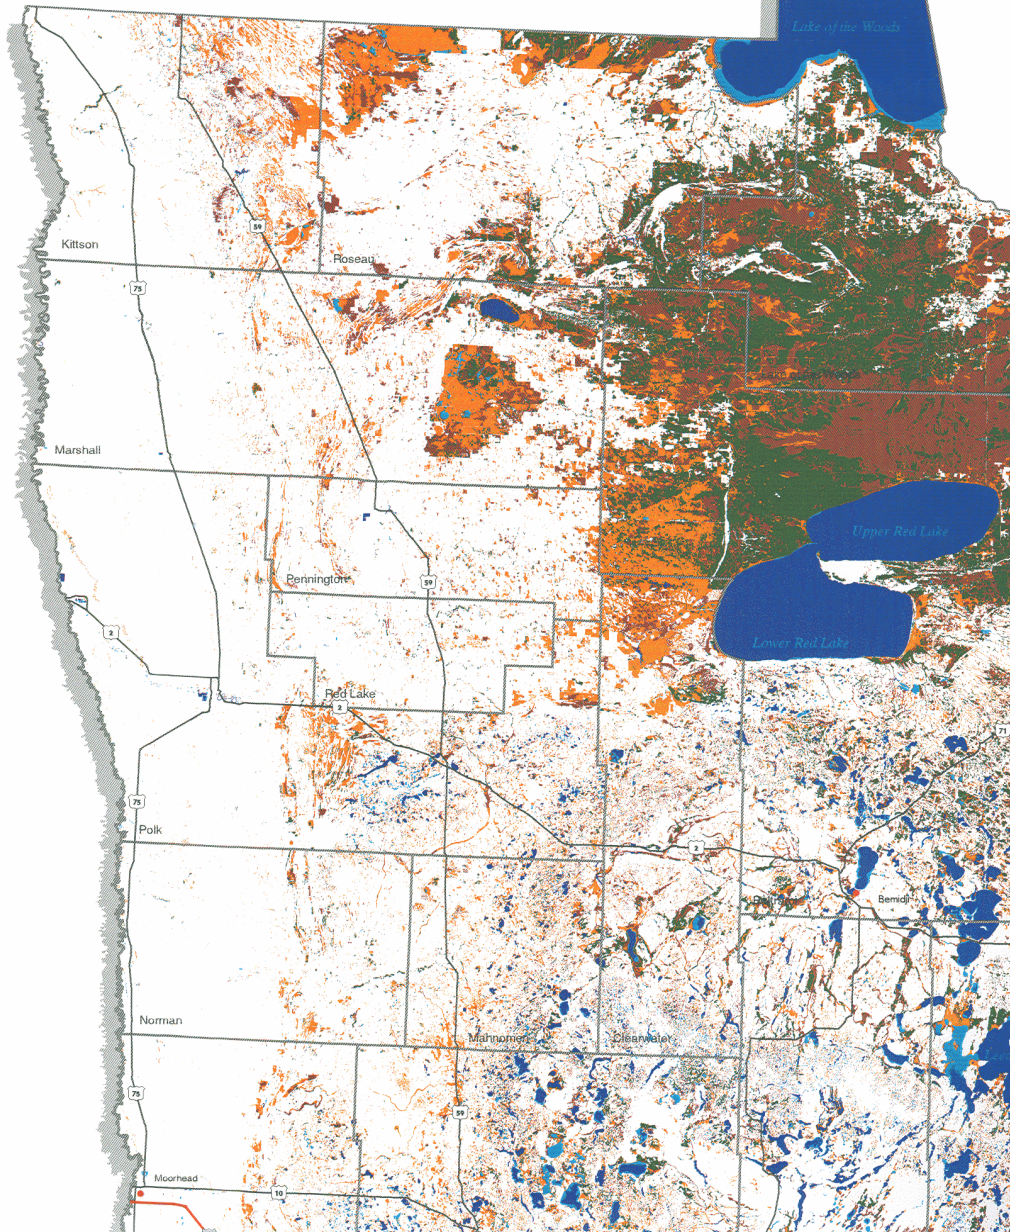 Lake of the Woods
59
Kittson
Roseau
75
Marshall
Upper Red Lake
Pennington
59
2
Lower Red Lake
Red Lake
2
71
75
Polk
2
Bemidji
Norman
Mahnomen
Clearwater
75
59
Moorhead
10